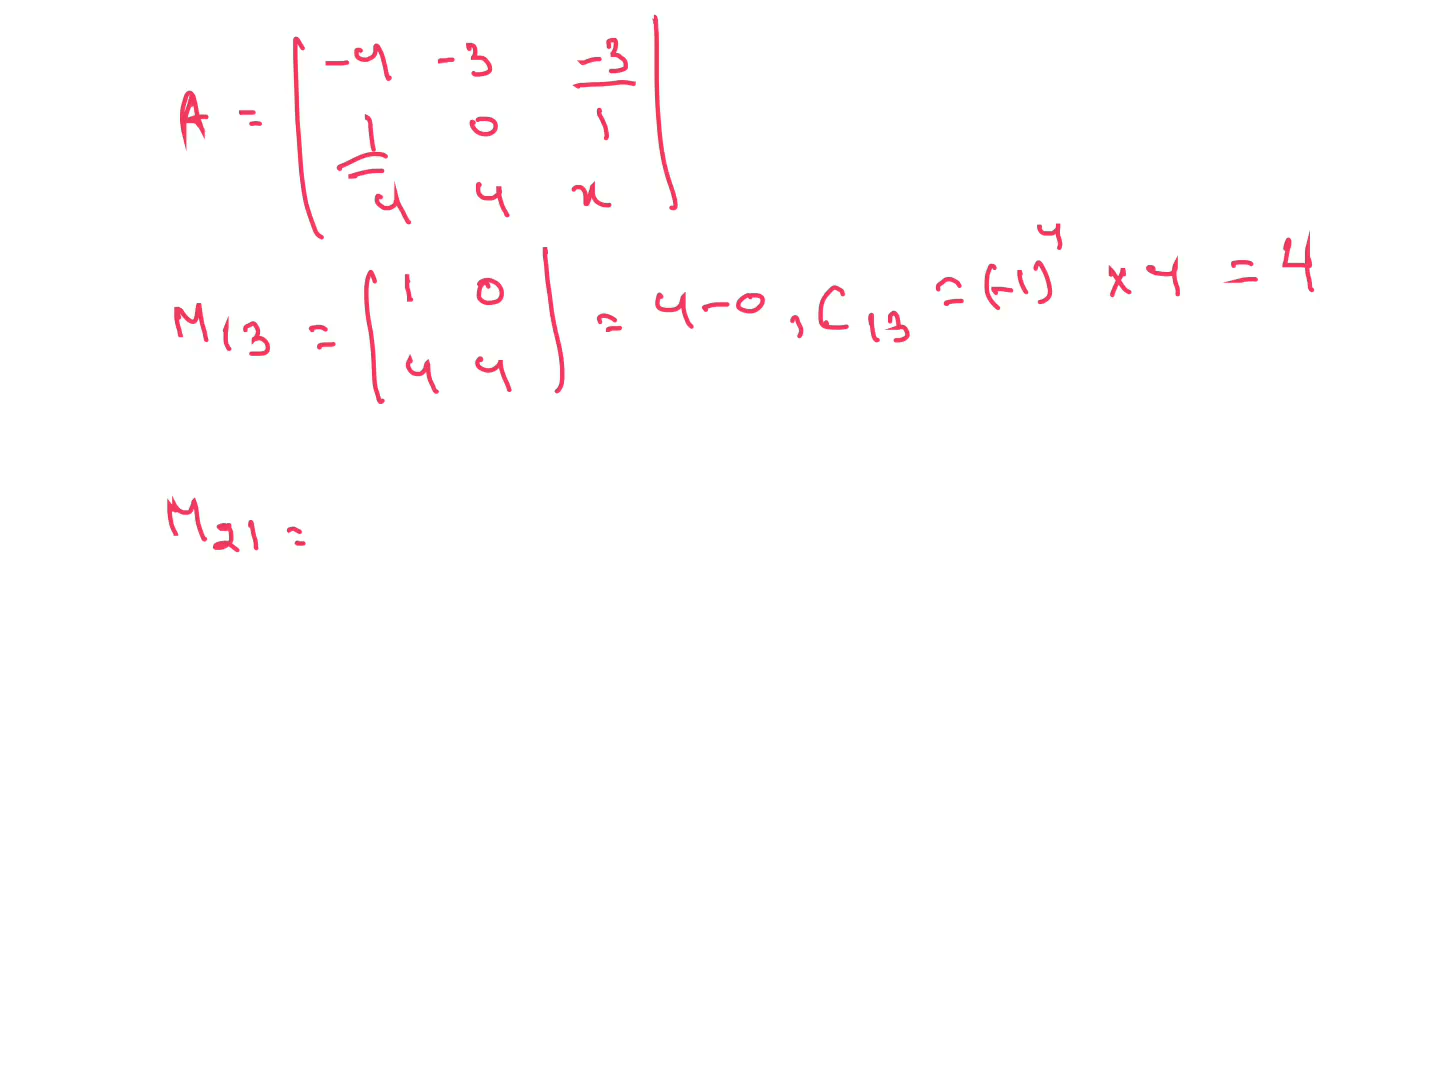 A = | -4 -3 -3 |
| 1 0 1 |
| 4 4 x |
M13 = | 1 0 | = 4-0, C13 = (-1)^4 × 4 = 4
| 4 4 |
M21 =